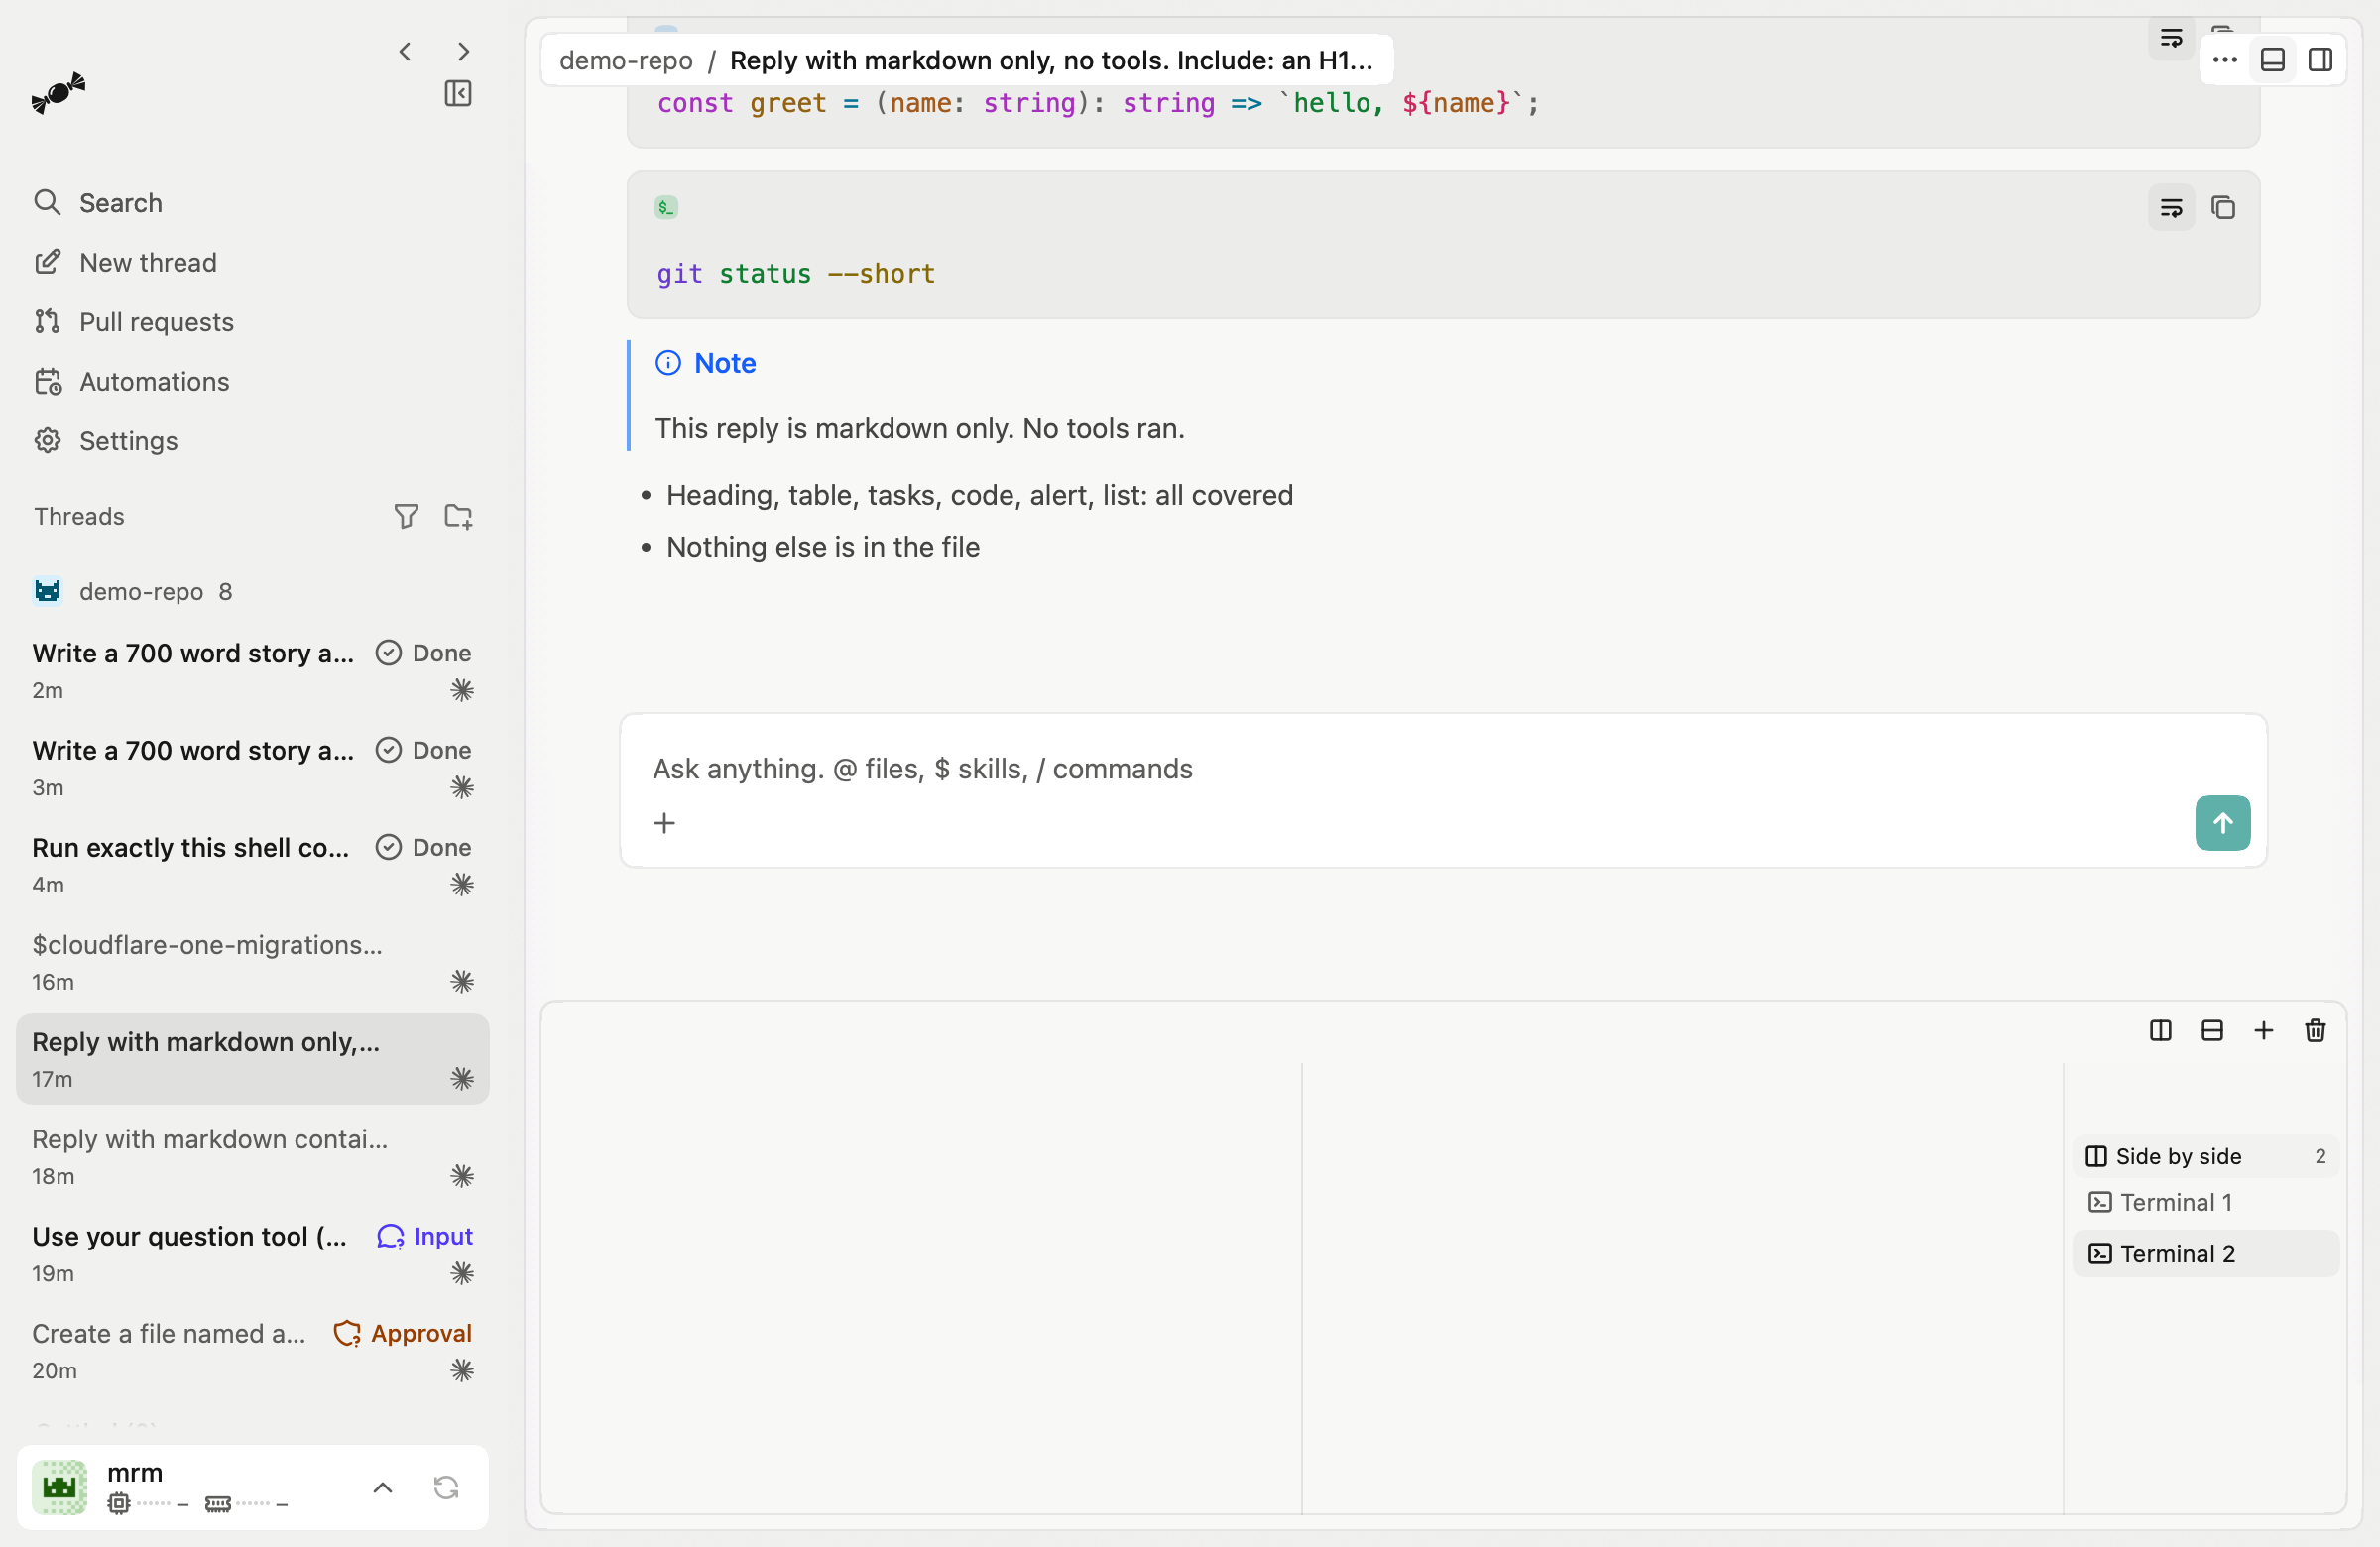 Search
New thread
Pull requests
Automations
Settings
Threads
demo-repo 8
Write a 700 word story a... Done
2m
Write a 700 word story a... Done
3m
Run exactly this shell co... Done
4m
$cloudflare-one-migrations...
16m
Reply with markdown only,...
17m
Reply with markdown contai...
18m
Use your question tool (... Input
19m
Create a file named a... Approval
20m
mrm
demo-repo / Reply with markdown only, no tools. Include: an H1...
const greet = (name: string): string => `hello, ${name}`;
$_
git status --short
Note
This reply is markdown only. No tools ran.
• Heading, table, tasks, code, alert, list: all covered
• Nothing else is in the file
Ask anything. @ files, $ skills, / commands
Side by side 2
Terminal 1
Terminal 2